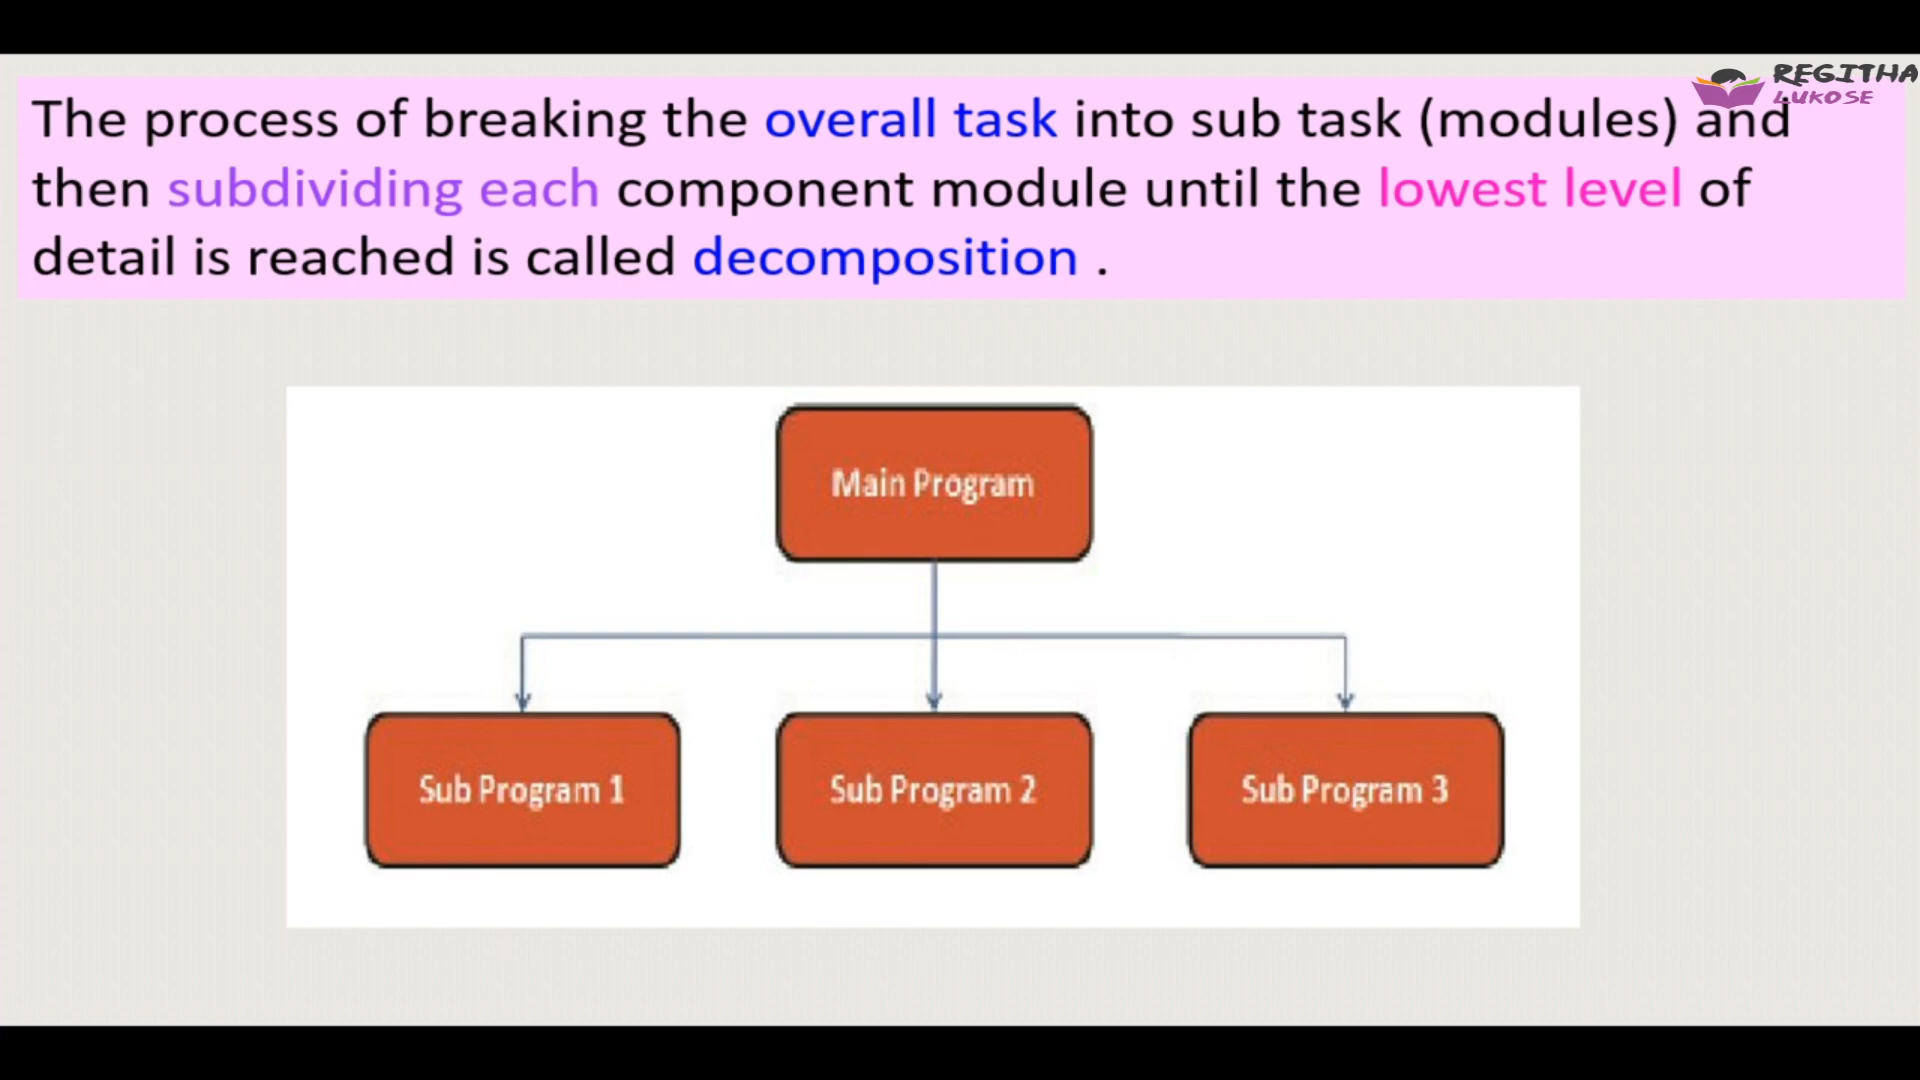 REGITHA
LUKOSE
The process of breaking the overall task into sub task (modules) and
then subdividing each component module until the lowest level of
detail is reached is called decomposition .
Main Program
Sub Program 1
Sub Program 2
Sub Program 3